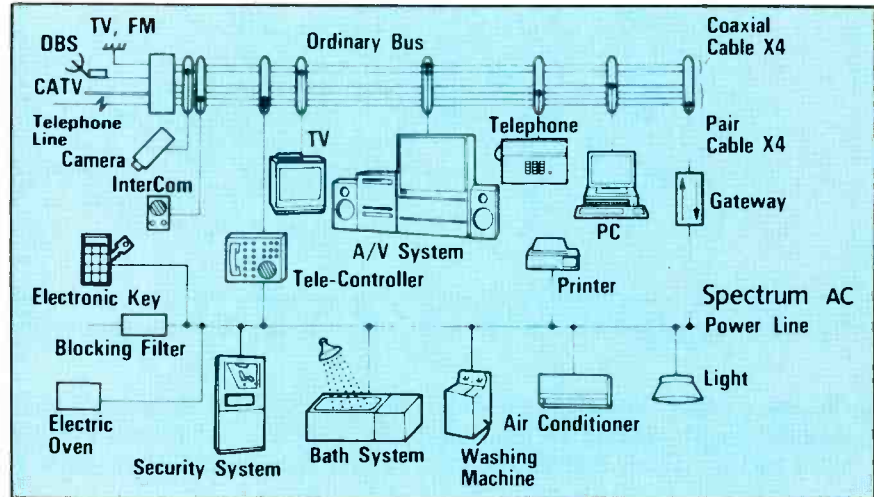 TV, FM
DBS
CATV
Telephone
Line
Ordinary Bus
Coaxial
Cable X4
Camera
InterCom
TV
Telephone
Pair
Cable X4
Gateway
PC
A/V System
Tele-Controller
Electronic Key
Printer
Spectrum AC
Power Line
Blocking Filter
Electric
Oven
Security System
Bath System
Washing
Machine
Air Conditioner
Light